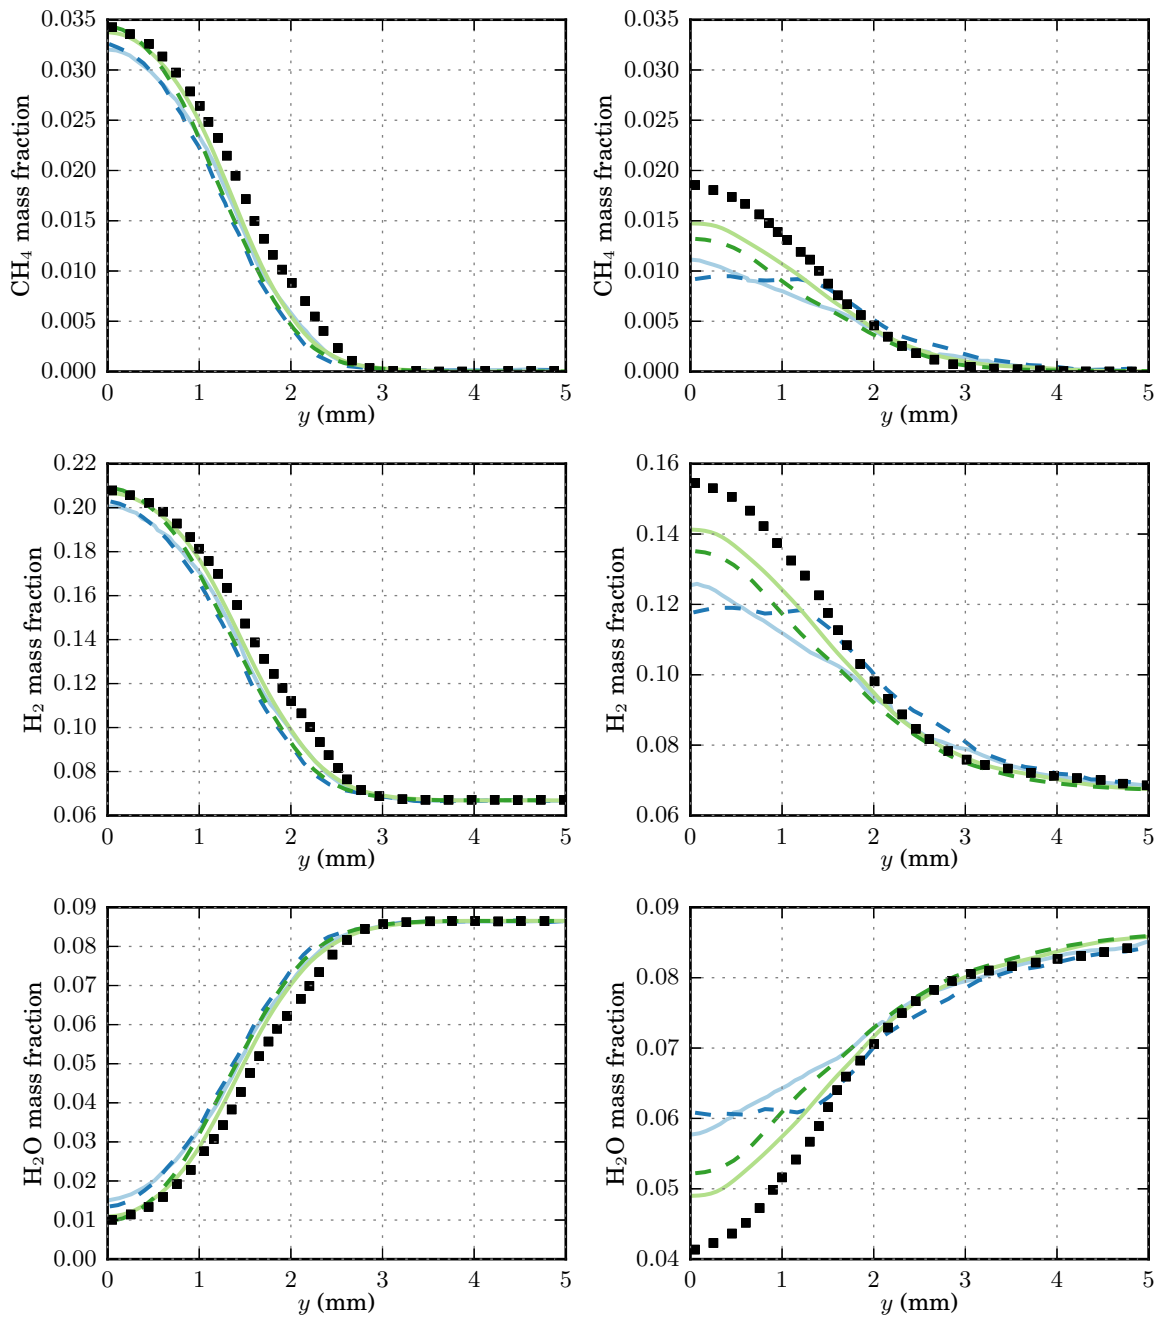 0.035
0.030
0.025
0.020
0.015
0.010
0.005
0.000
CH₄ mass fraction
0 1 2 3 4 5
y (mm)
0.035
0.030
0.025
0.020
0.015
0.010
0.005
0.000
CH₄ mass fraction
0 1 2 3 4 5
y (mm)
0.22
0.20
0.18
0.16
0.14
0.12
0.10
0.08
0.06
H₂ mass fraction
0 1 2 3 4 5
y (mm)
0.16
0.14
0.12
0.10
0.08
0.06
H₂ mass fraction
0 1 2 3 4 5
y (mm)
0.09
0.08
0.07
0.06
0.05
0.04
0.03
0.02
0.01
0.00
H₂O mass fraction
0 1 2 3 4 5
y (mm)
0.09
0.08
0.07
0.06
0.05
0.04
H₂O mass fraction
0 1 2 3 4 5
y (mm)